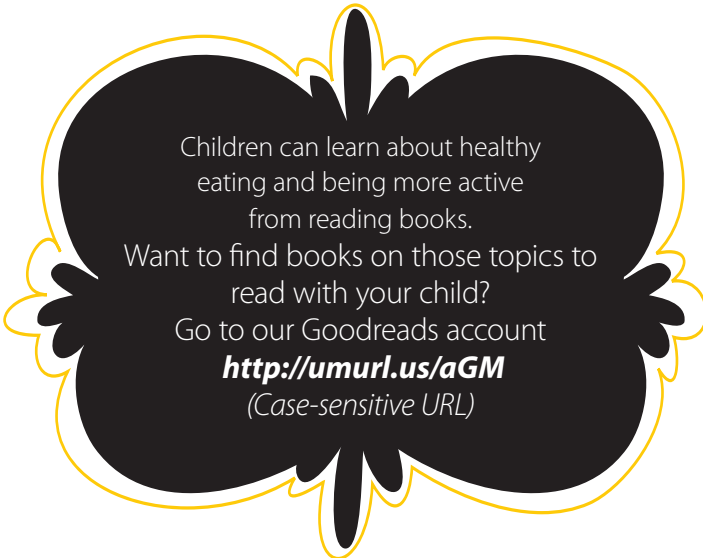 Children can learn about healthy
eating and being more active
from reading books.
Want to find books on those topics to
read with your child?
Go to our Goodreads account
http://umurl.us/aGM
(Case-sensitive URL)